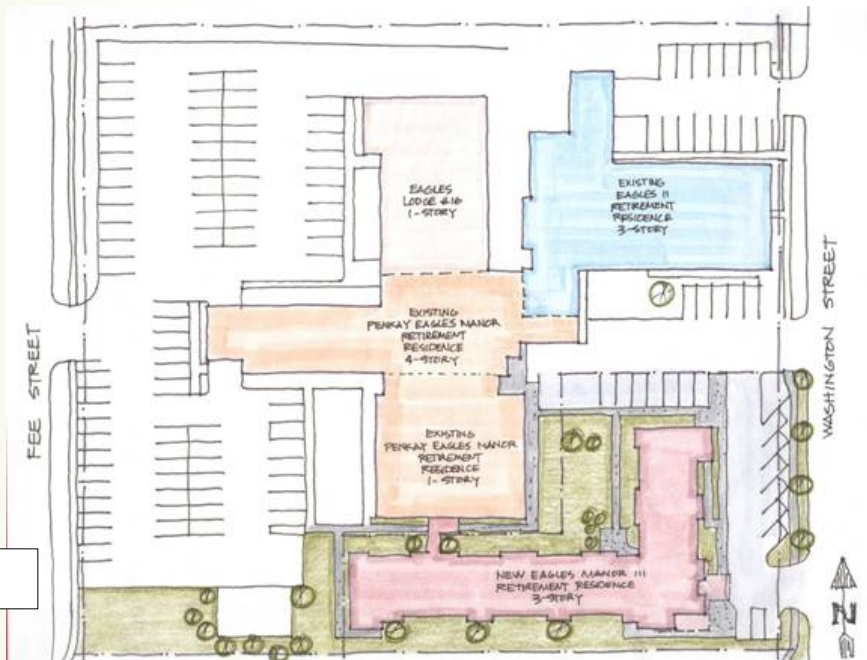 EAGLES
LODGE #16
1-STORY
EXISTING
EAGLES II
RETIREMENT
RESIDENCE
3-STORY
EXISTING
PENKAY EAGLES MANOR
RETIREMENT
RESIDENCE
4-STORY
EXISTING
PENKAY EAGLES MANOR
RETIREMENT
RESIDENCE
1-STORY
NEW EAGLES MANOR III
RETIREMENT RESIDENCE
3-STORY
FEE STREET
WASHINGTON STREET
N